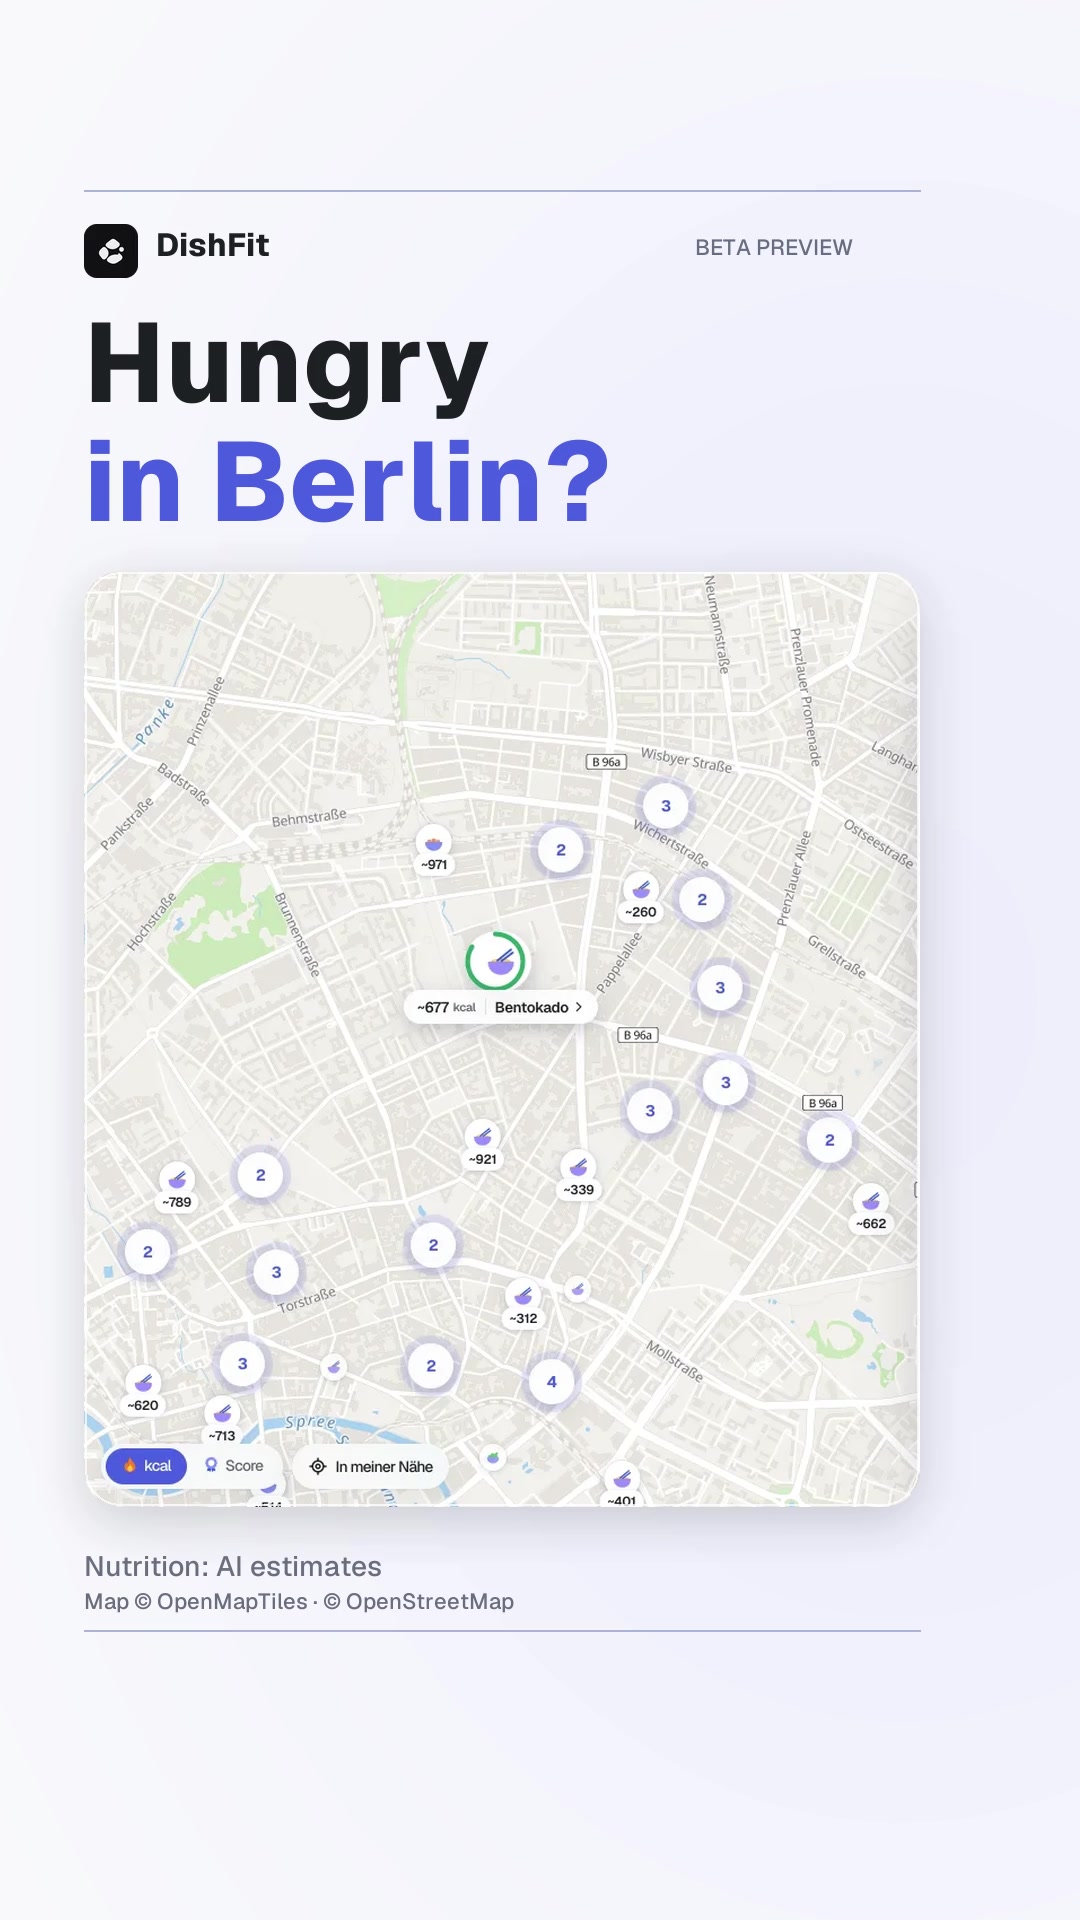 DishFit
BETA PREVIEW
Hungry
in Berlin?
Neumannstraße
Prenzlauer Promenade
Panke
Prinzenallee
B 96a
Wisbyer Straße
Badstraße
Pankstraße
Behmstraße
3
Wichertstraße
Ostseestraße
2
~971
~260
2
Prenzlauer Allee
Hochstraße
Brunnenstraße
Pappelallee
Grellstraße
3
~677 kcal
Bentokado
B 96a
3
3
B 96a
2
~921
~339
2
~789
~662
2
2
3
Torstraße
~312
Mollstraße
3
2
4
~620
~713
Spree
kcal
Score
In meiner Nähe
~401
Nutrition: AI estimates
Map © OpenMapTiles · © OpenStreetMap